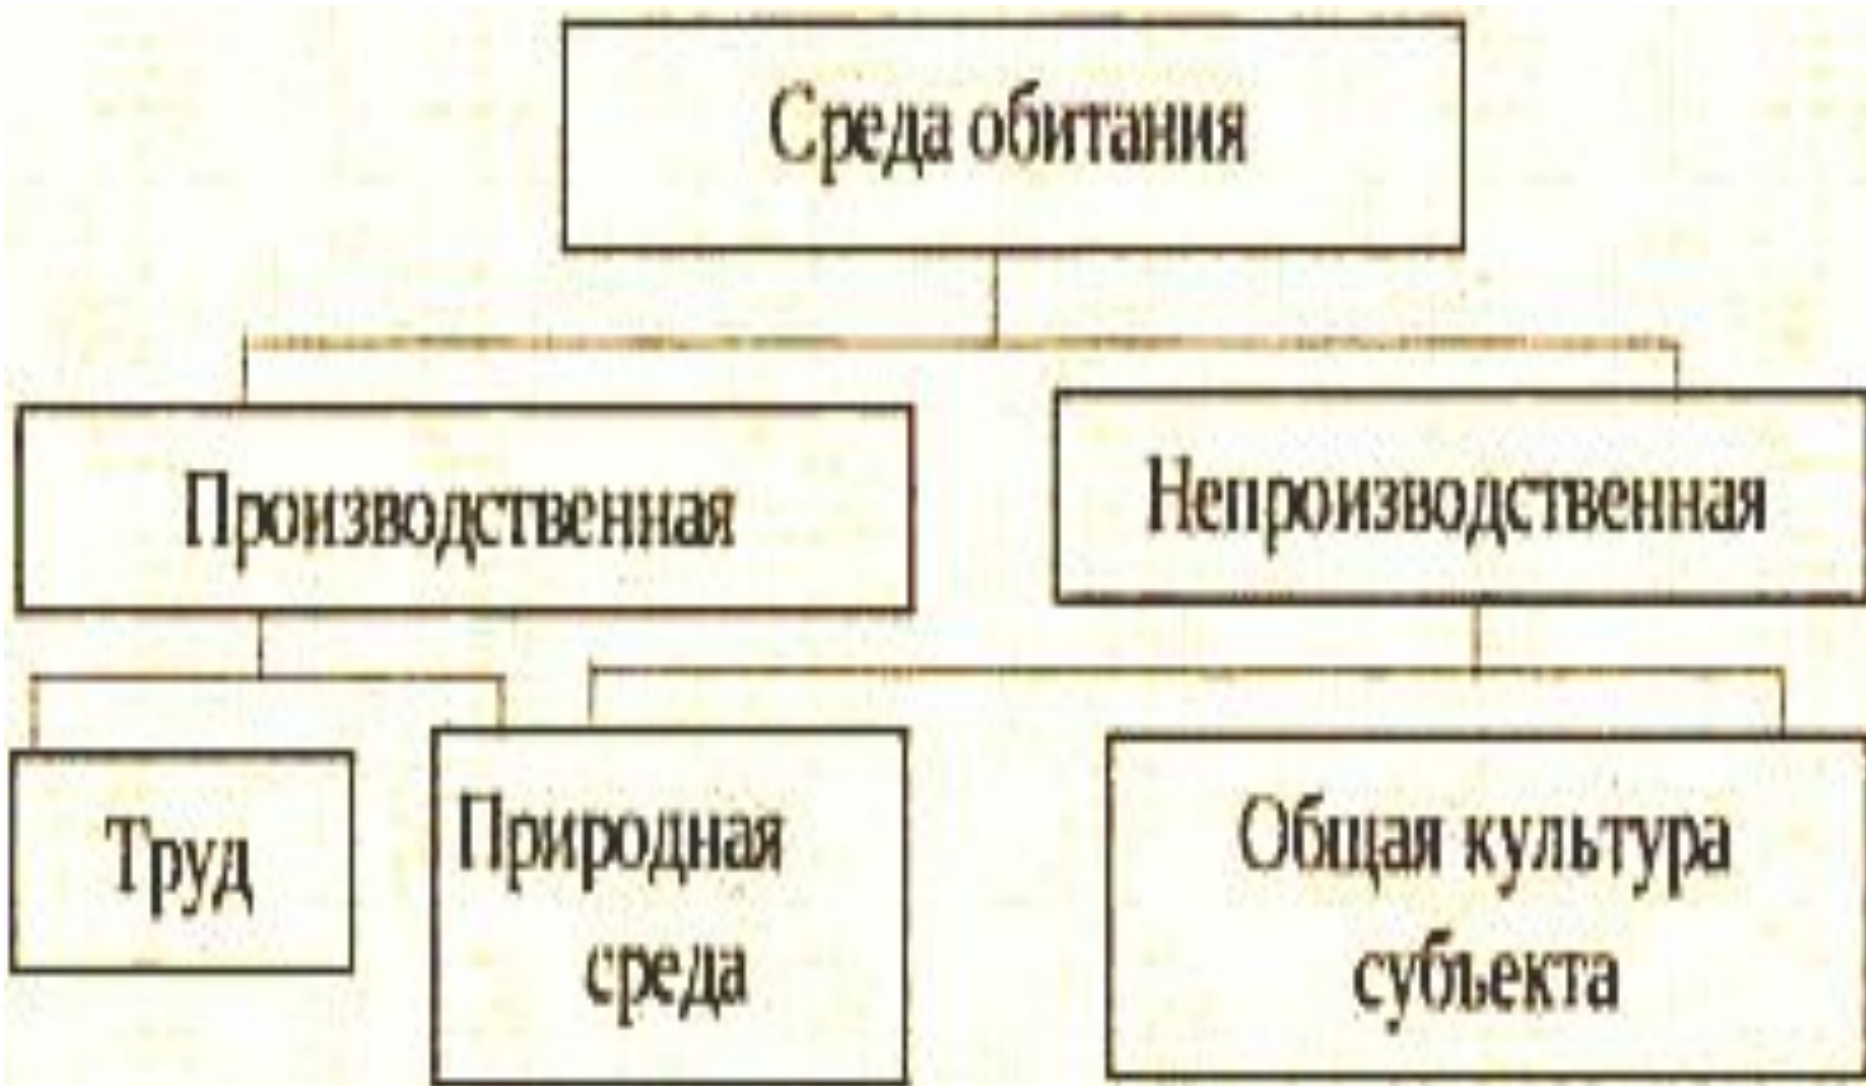 Среда обитания
Производственная
Непроизводственная
Труд
Природная
среда
Общая культура
субъекта